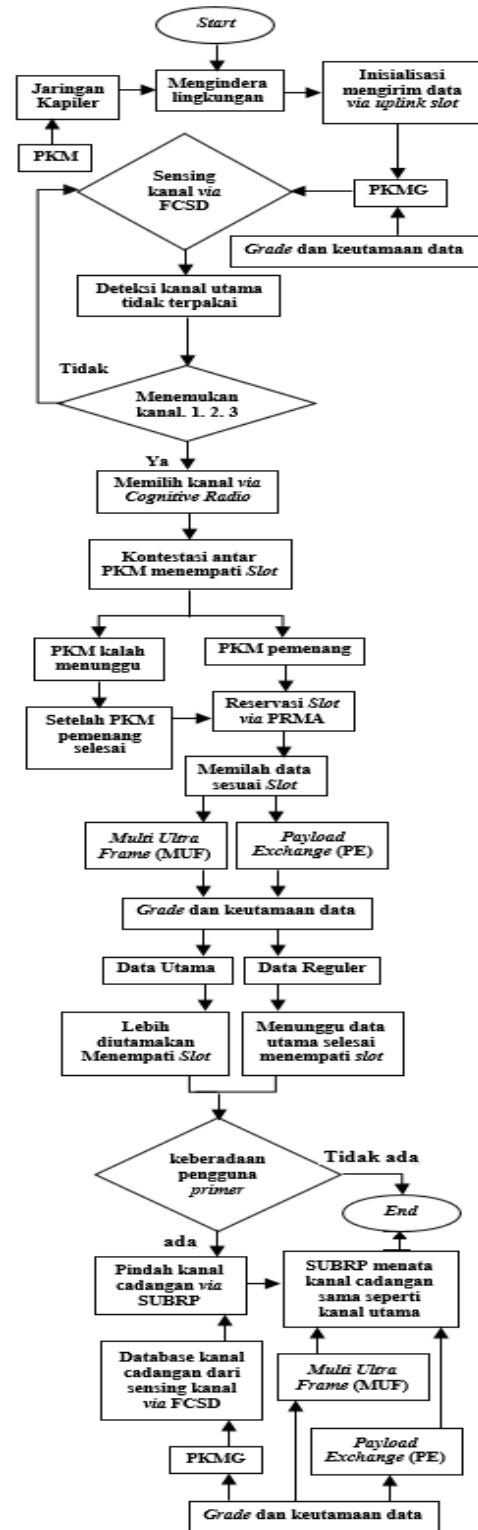 Start
Jaringan
Kapiler
Mengindera
lingkungan
Inisialisasi
mengirim data
via uplink slot
PKM
Sensing
kanal via
FCSD
PKMG
Grade dan keutamaan data
Deteksi kanal utama
tidak terpakai
Tidak
Menemukan
kanal. 1. 2. 3
Ya
Memilih kanal via
Cognitive Radio
Kontestasi antar
PKM menempati Slot
PKM kalah
menunggu
PKM pemenang
Setelah PKM
pemenang
selesai
Reservasi Slot
via PRMA
Memilah data
sesuai Slot
Multi Ultra
Frame (MUF)
Payload
Exchange (PE)
Grade dan keutamaan data
Data Utama
Data Reguler
Lebih
diutamakan
Menempati Slot
Menunggu data
utama selesai
menempati slot
keberadaan
pengguna
primer
Tidak ada
End
ada
Pindah kanal
cadangan via
SUBRP
SUBRP menata
kanal cadangan
sama seperti
kanal utama
Database kanal
cadangan dari
sensing kanal
via FCSD
Multi Ultra
Frame (MUF)
PKMG
Payload
Exchange (PE)
Grade dan keutamaan data